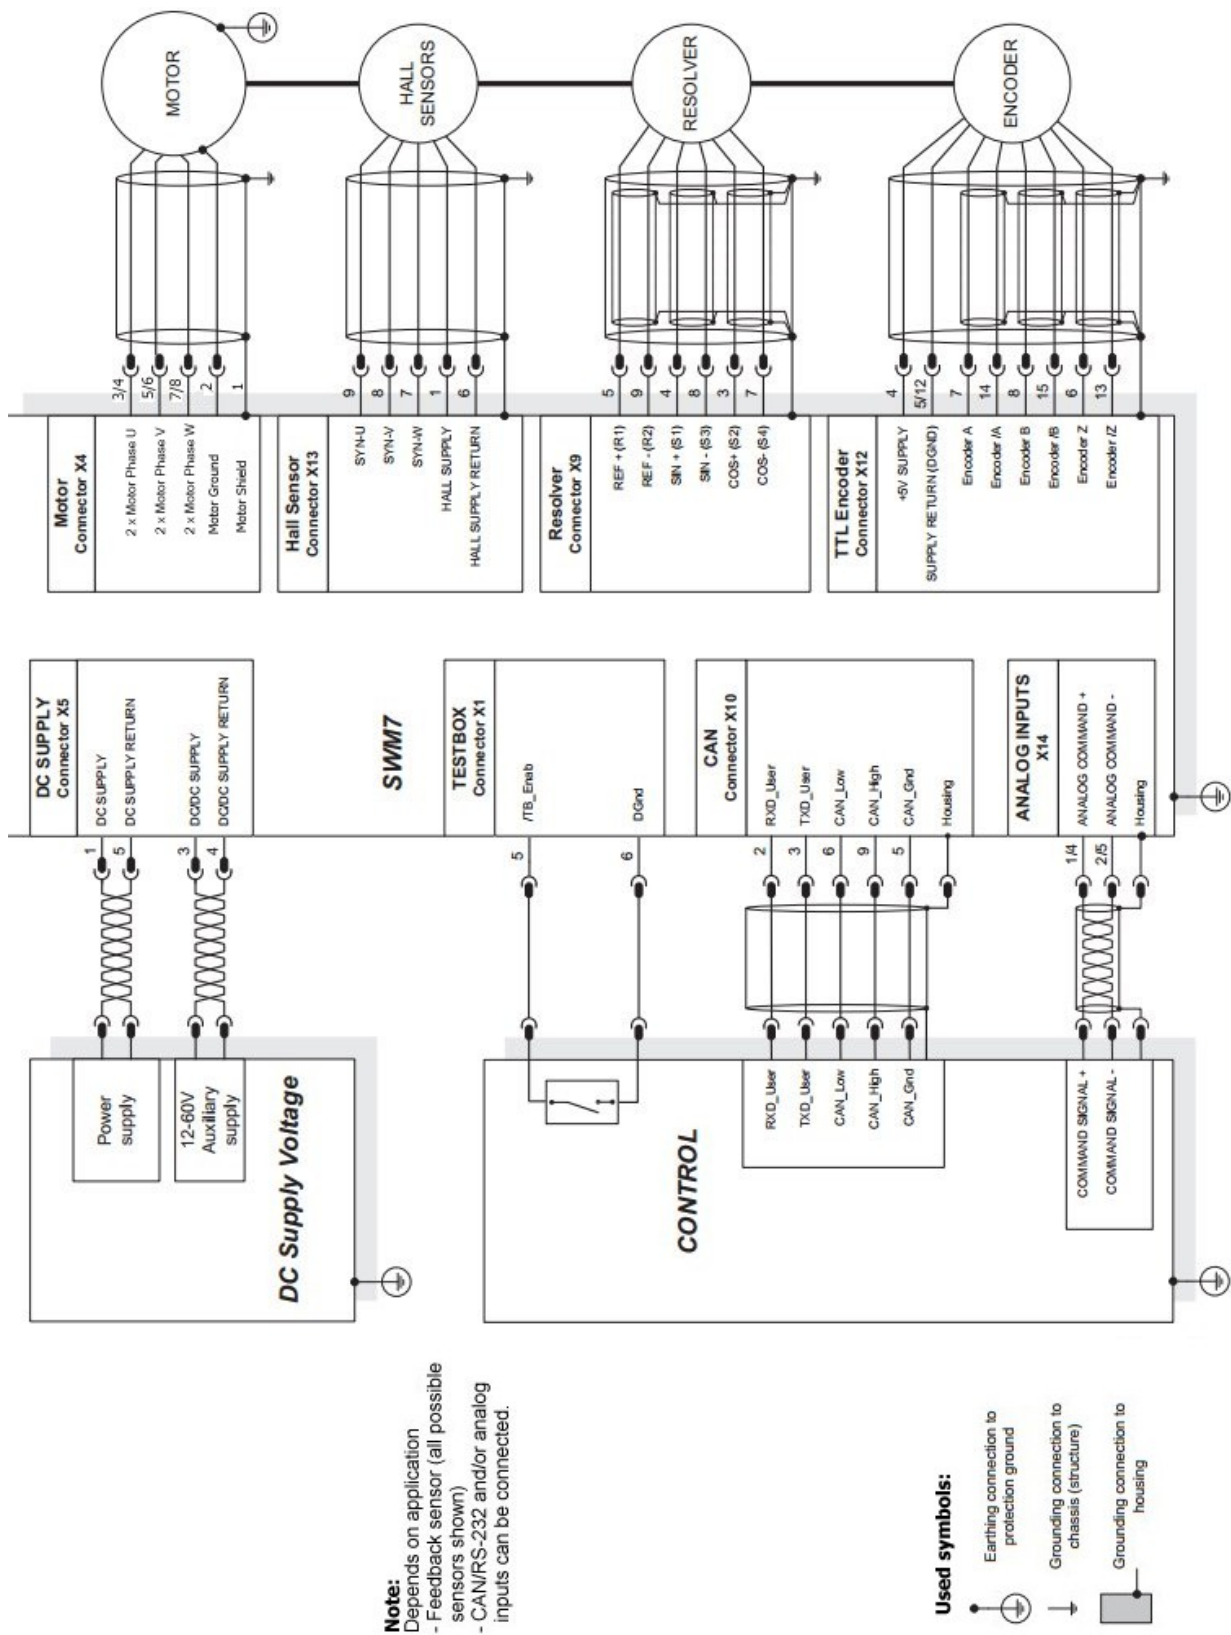 Note:
Depends on application
- Feedback sensor (all possible
sensors shown)
- CAN/RS-232 and/or analog
inputs can be connected.
Used symbols:
Earthing connection to
protection ground
Grounding connection to
chassis (structure)
Grounding connection to
housing
DC Supply Voltage
Power
supply
12-60V
Auxiliary
supply
CONTROL
RXD_User
TXD_User
CAN_Low
CAN_High
CAN_Gnd
COMMAND SIGNAL +
COMMAND SIGNAL -
SWM7
DC SUPPLY
Connector X5
1
DC SUPPLY
5
DC SUPPLY RETURN
3
DC/DC SUPPLY
4
DC/DC SUPPLY RETURN
TESTBOX
Connector X1
5
/TB_Enab
6
DGnd
CAN
Connector X10
2
RXD_User
3
TXD_User
6
CAN_Low
9
CAN_High
5
CAN_Gnd
Housing
ANALOG INPUTS
X14
1/4
ANALOG COMMAND +
2/5
ANALOG COMMAND -
Housing
Motor
Connector X4
2 x Motor Phase U
3/4
2 x Motor Phase V
5/6
2 x Motor Phase W
7/8
Motor Ground
2
Motor Shield
1
MOTOR
Hall Sensor
Connector X13
SYN-U
9
SYN-V
8
SYN-W
7
HALL SUPPLY
1
HALL SUPPLY RETURN
6
HALL
SENSORS
Resolver
Connector X9
REF + (R1)
5
REF - (R2)
9
SIN + (S1)
4
SIN - (S3)
8
COS+ (S2)
3
COS- (S4)
7
RESOLVER
TTL Encoder
Connector X12
+5V SUPPLY
4
SUPPLY RETURN (DGND)
5/12
Encoder A
7
Encoder /A
14
Encoder B
8
Encoder /B
15
Encoder Z
6
Encoder /Z
13
ENCODER